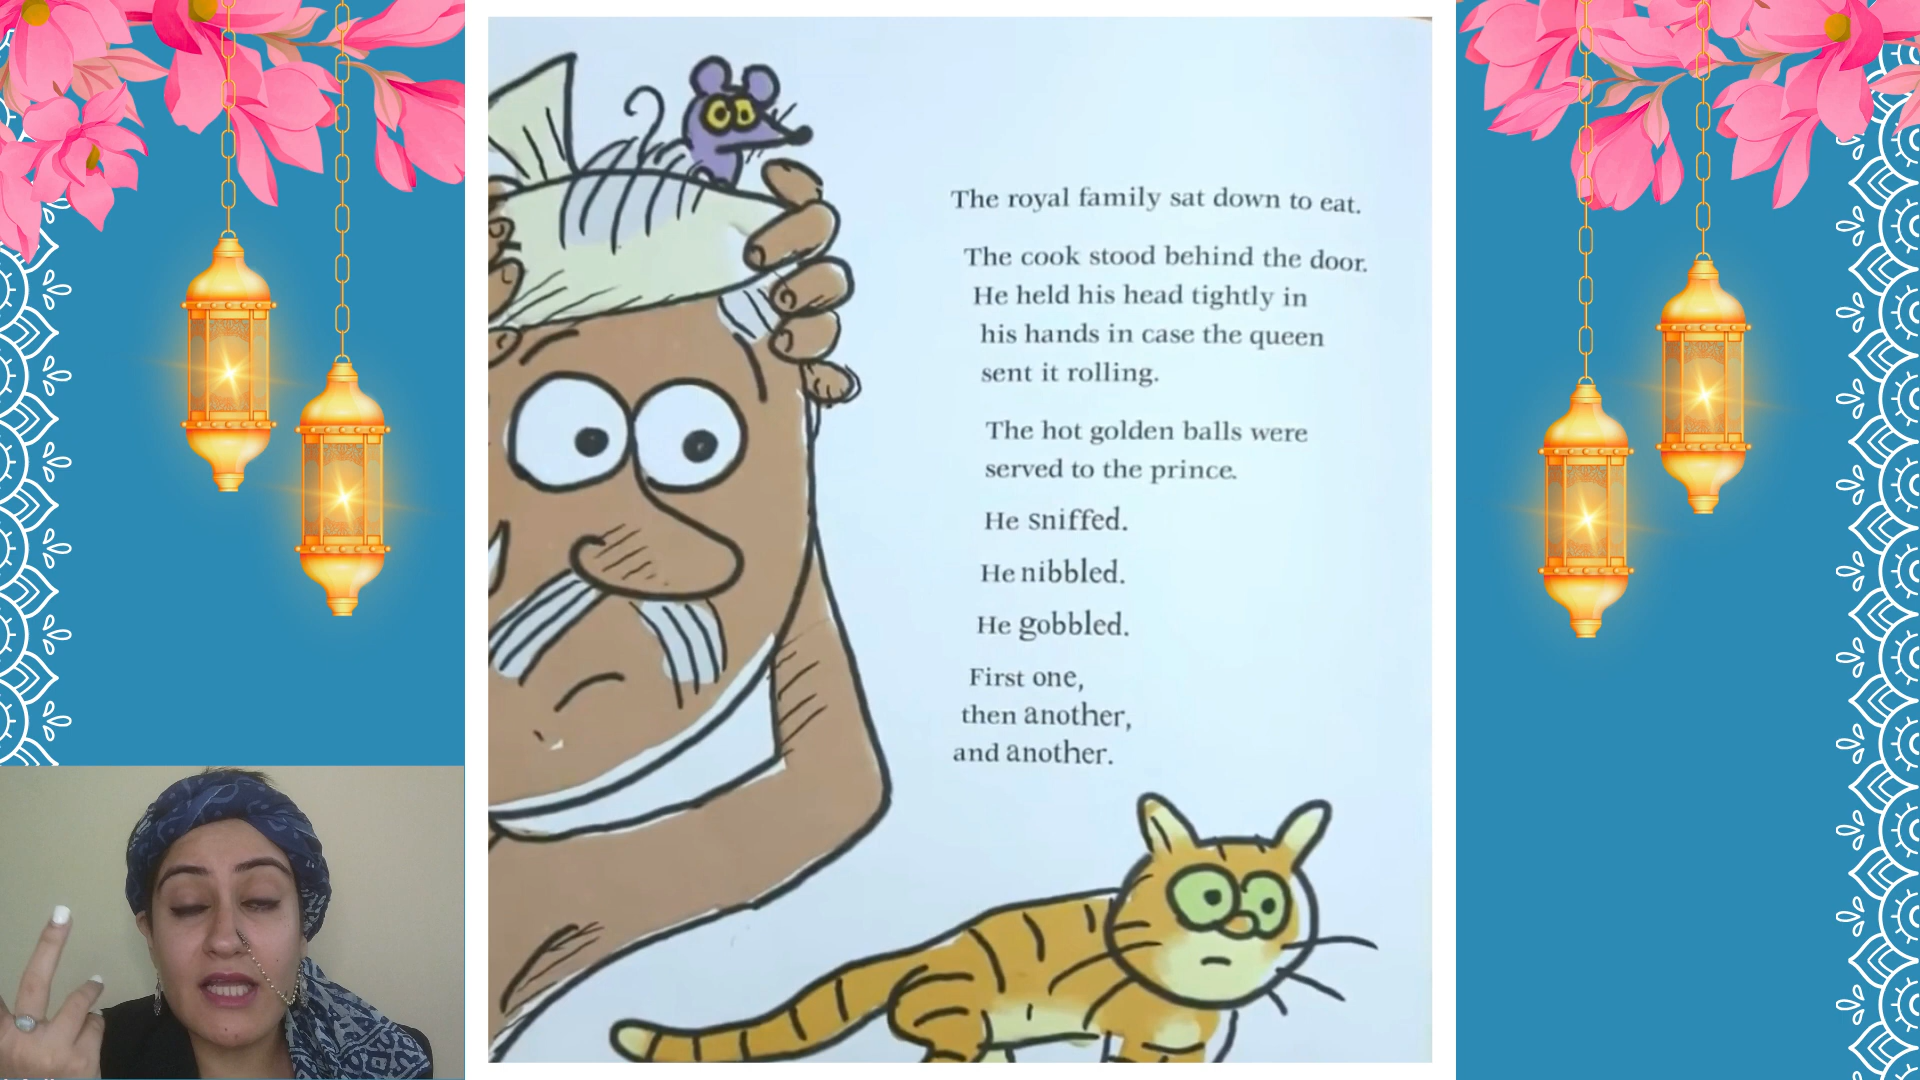 The royal family sat down to eat.
The cook stood behind the door.
He held his head tightly in
his hands in case the queen
sent it rolling.
The hot golden balls were
served to the prince.
He sniffed.
He nibbled.
He gobbled.
First one,
then another,
and another.